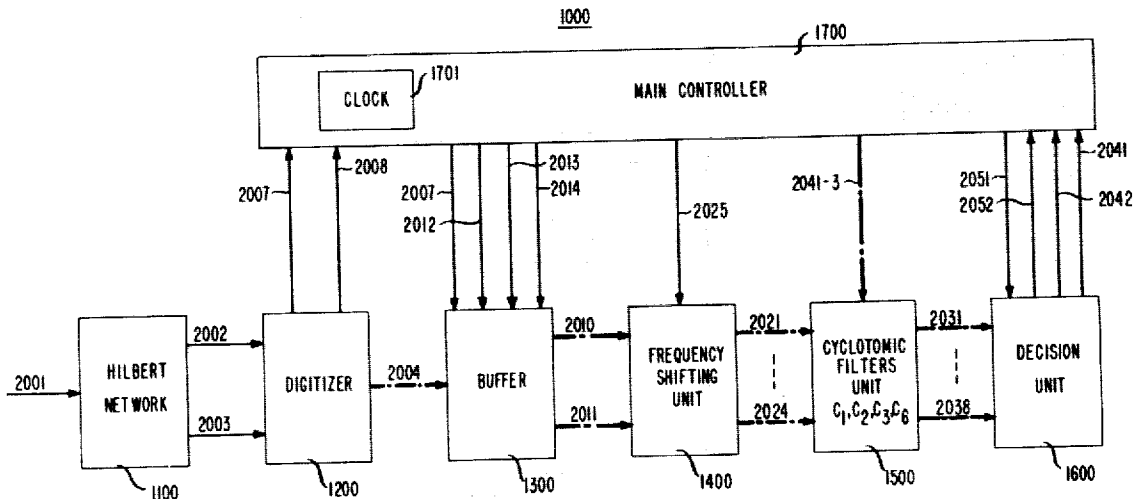 1000
1700
CLOCK
1701
MAIN CONTROLLER
2007
2008
2007
2012
2013
2014
2025
2041-3
2051
2052
2042
2041
2001
HILBERT
NETWORK
1100
2002
2003
DIGITIZER
1200
2004
BUFFER
1300
2010
2011
FREQUENCY
SHIFTING
UNIT
1400
2021
2024
CYCLOTOMIC
FILTERS
UNIT
C1,C2,C3,C6
1500
2031
2038
DECISION
UNIT
1600